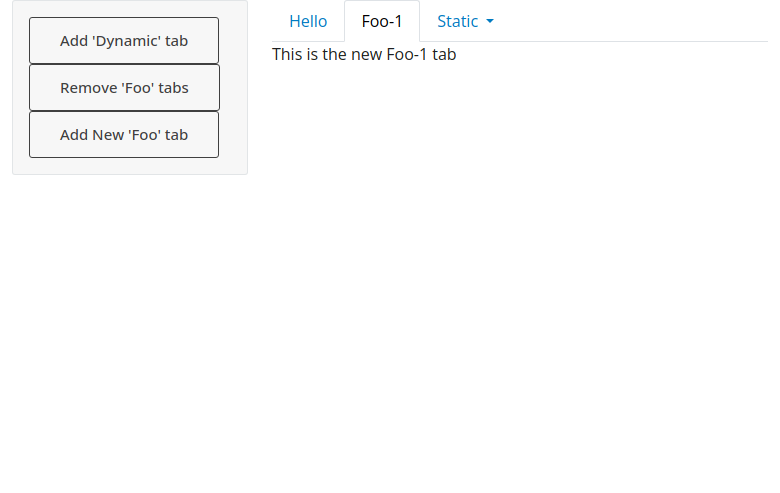 Add 'Dynamic' tab
Remove 'Foo' tabs
Add New 'Foo' tab
Hello
Foo-1
Static
This is the new Foo-1 tab